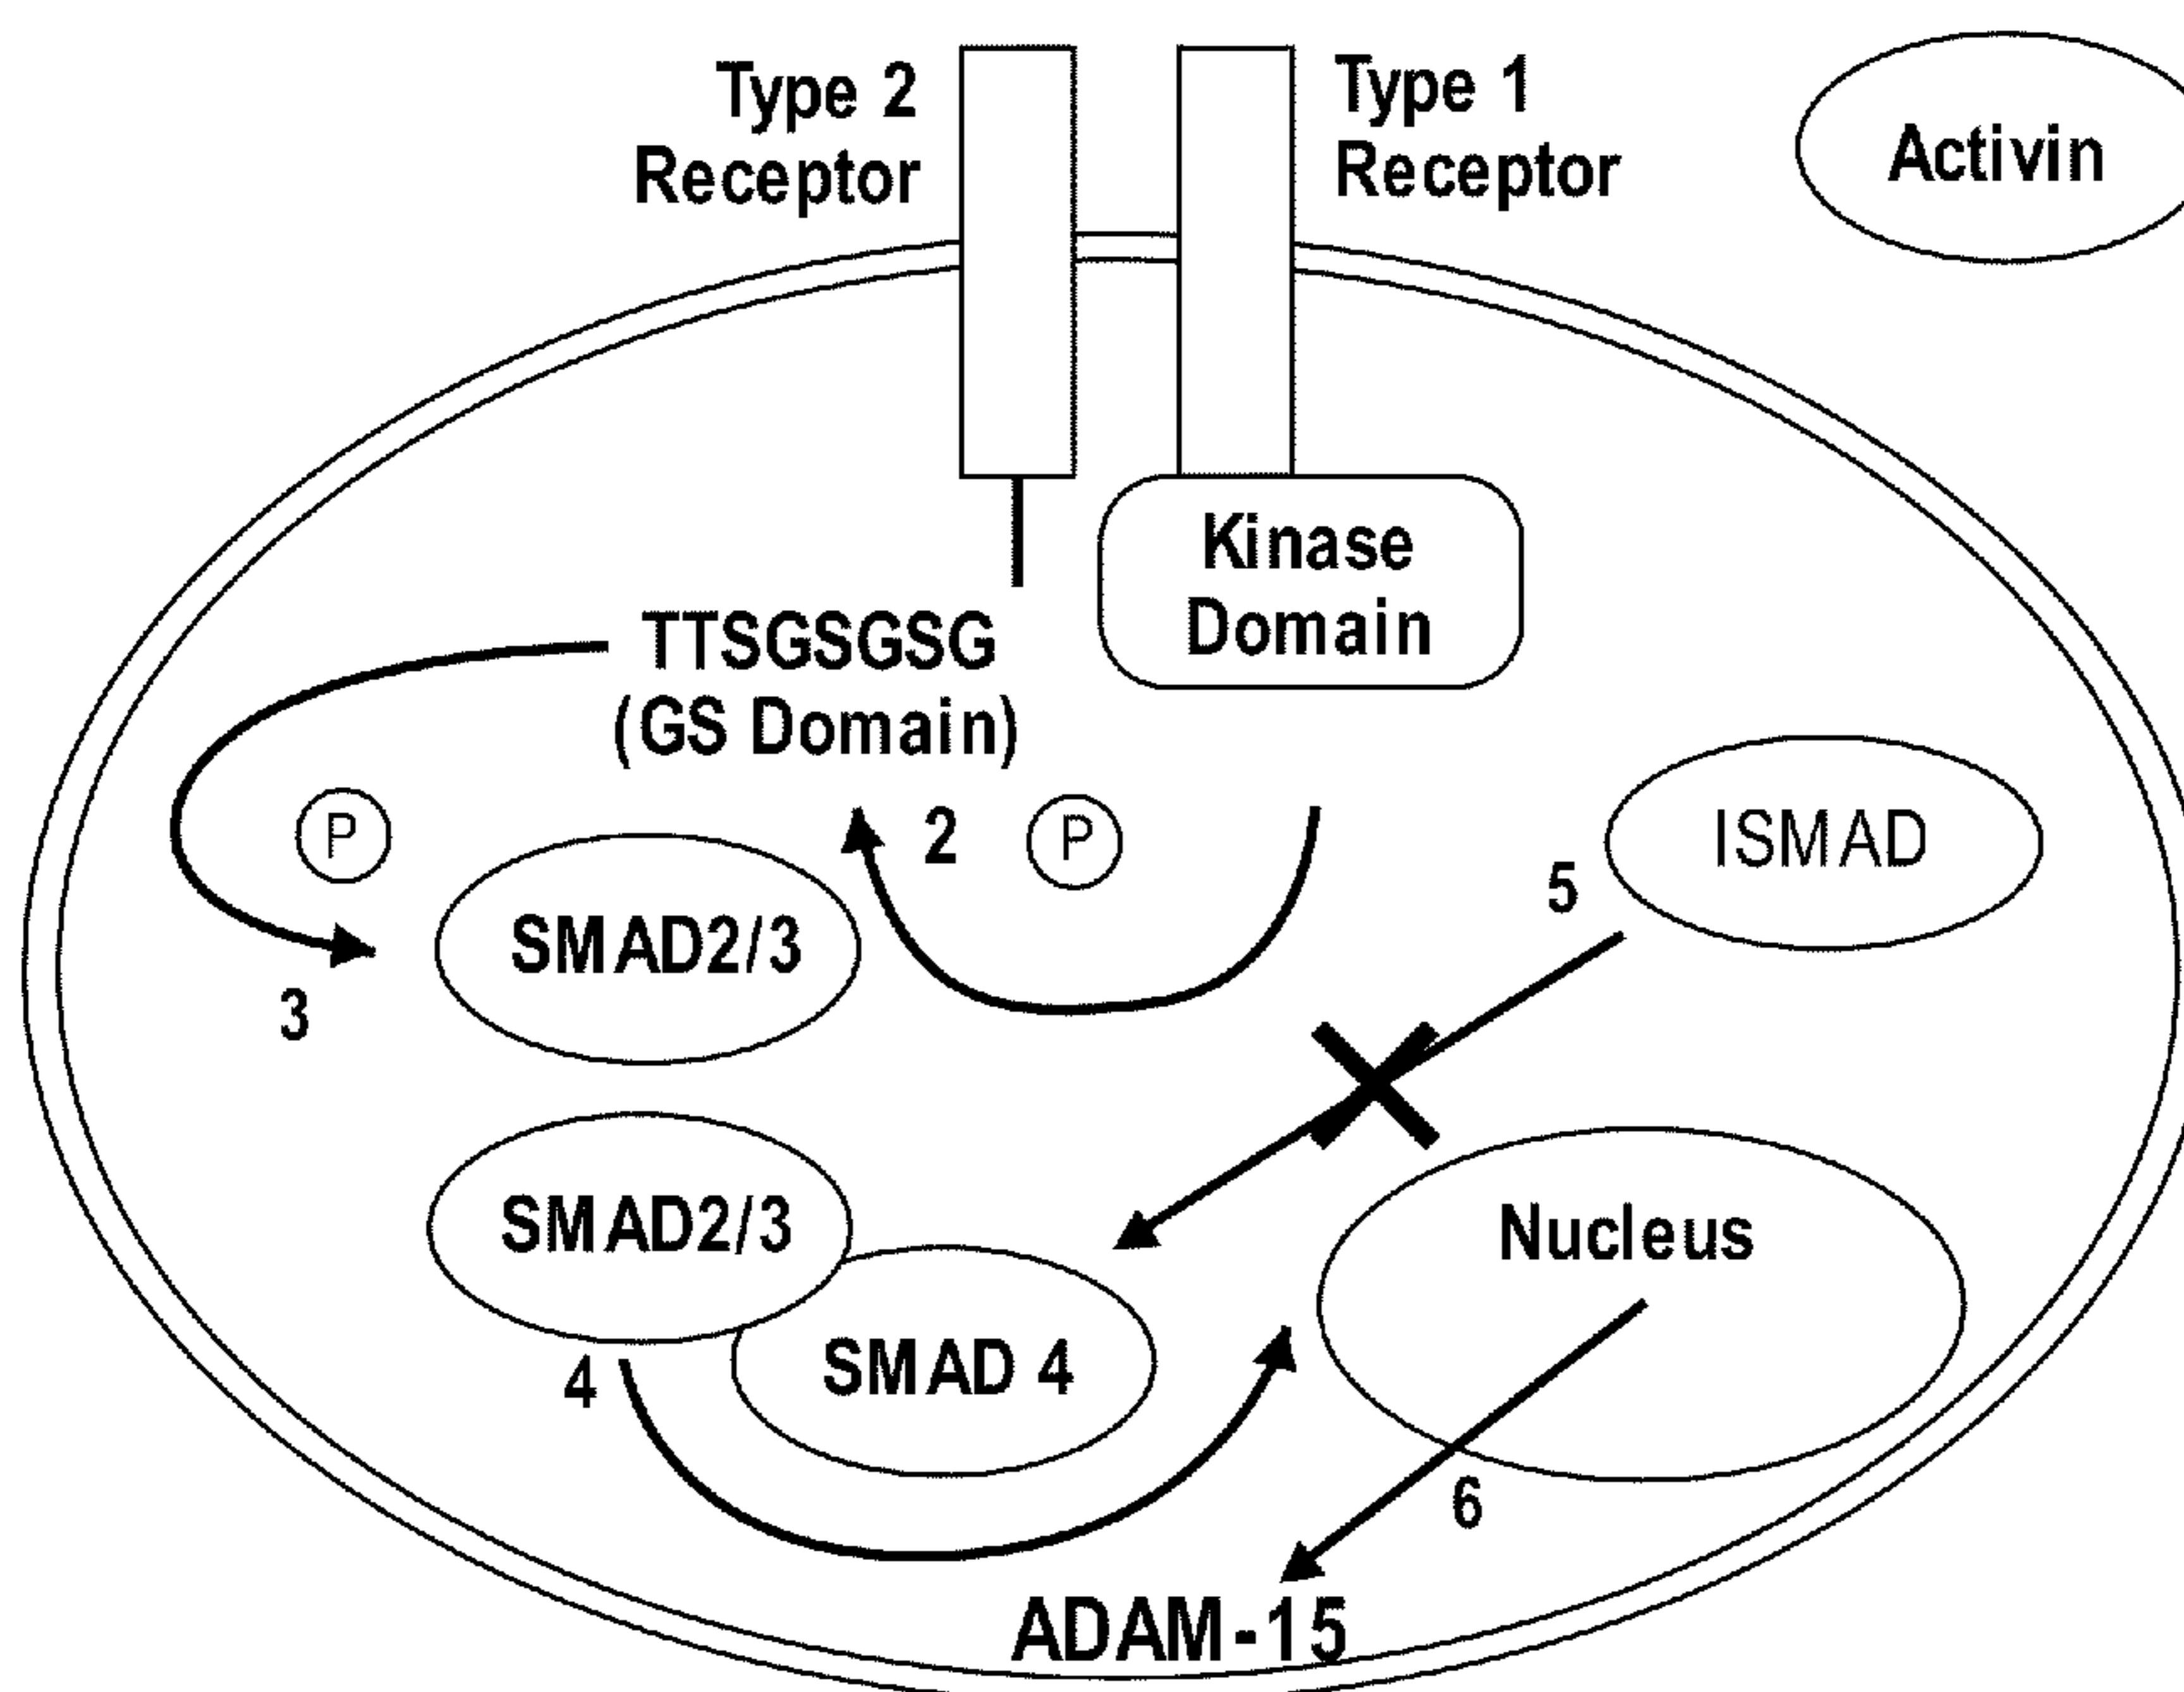 Type 2
Receptor
Type 1
Receptor
Activin
Kinase
Domain
TTSGSGSG
(GS Domain)
P
2
P
ISMAD
5
SMAD2/3
3
SMAD2/3
Nucleus
SMAD 4
4
6
ADAM-15